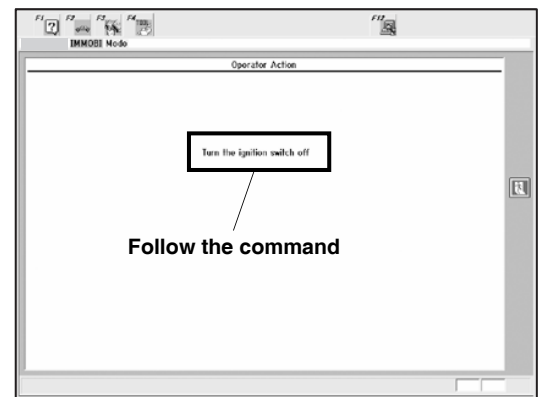 F1 F2 F3 F4 F12
IMMOBI Mode
Operator Action
Turn the ignition switch off
Follow the command